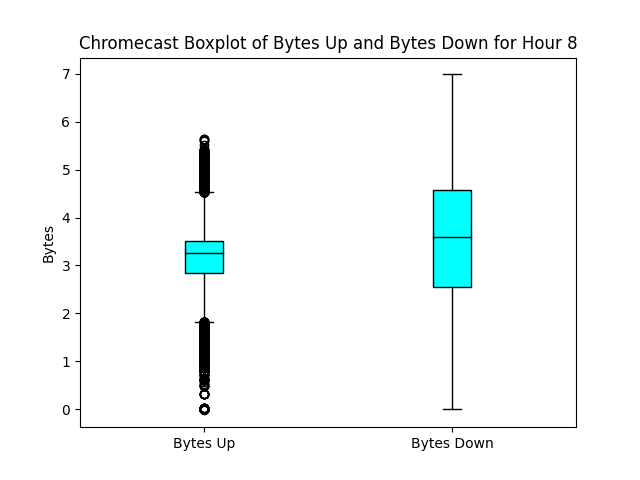 Chromecast Boxplot of Bytes Up and Bytes Down for Hour 8
7
6
5
4
3
2
1
0
Bytes
Bytes Up
Bytes Down